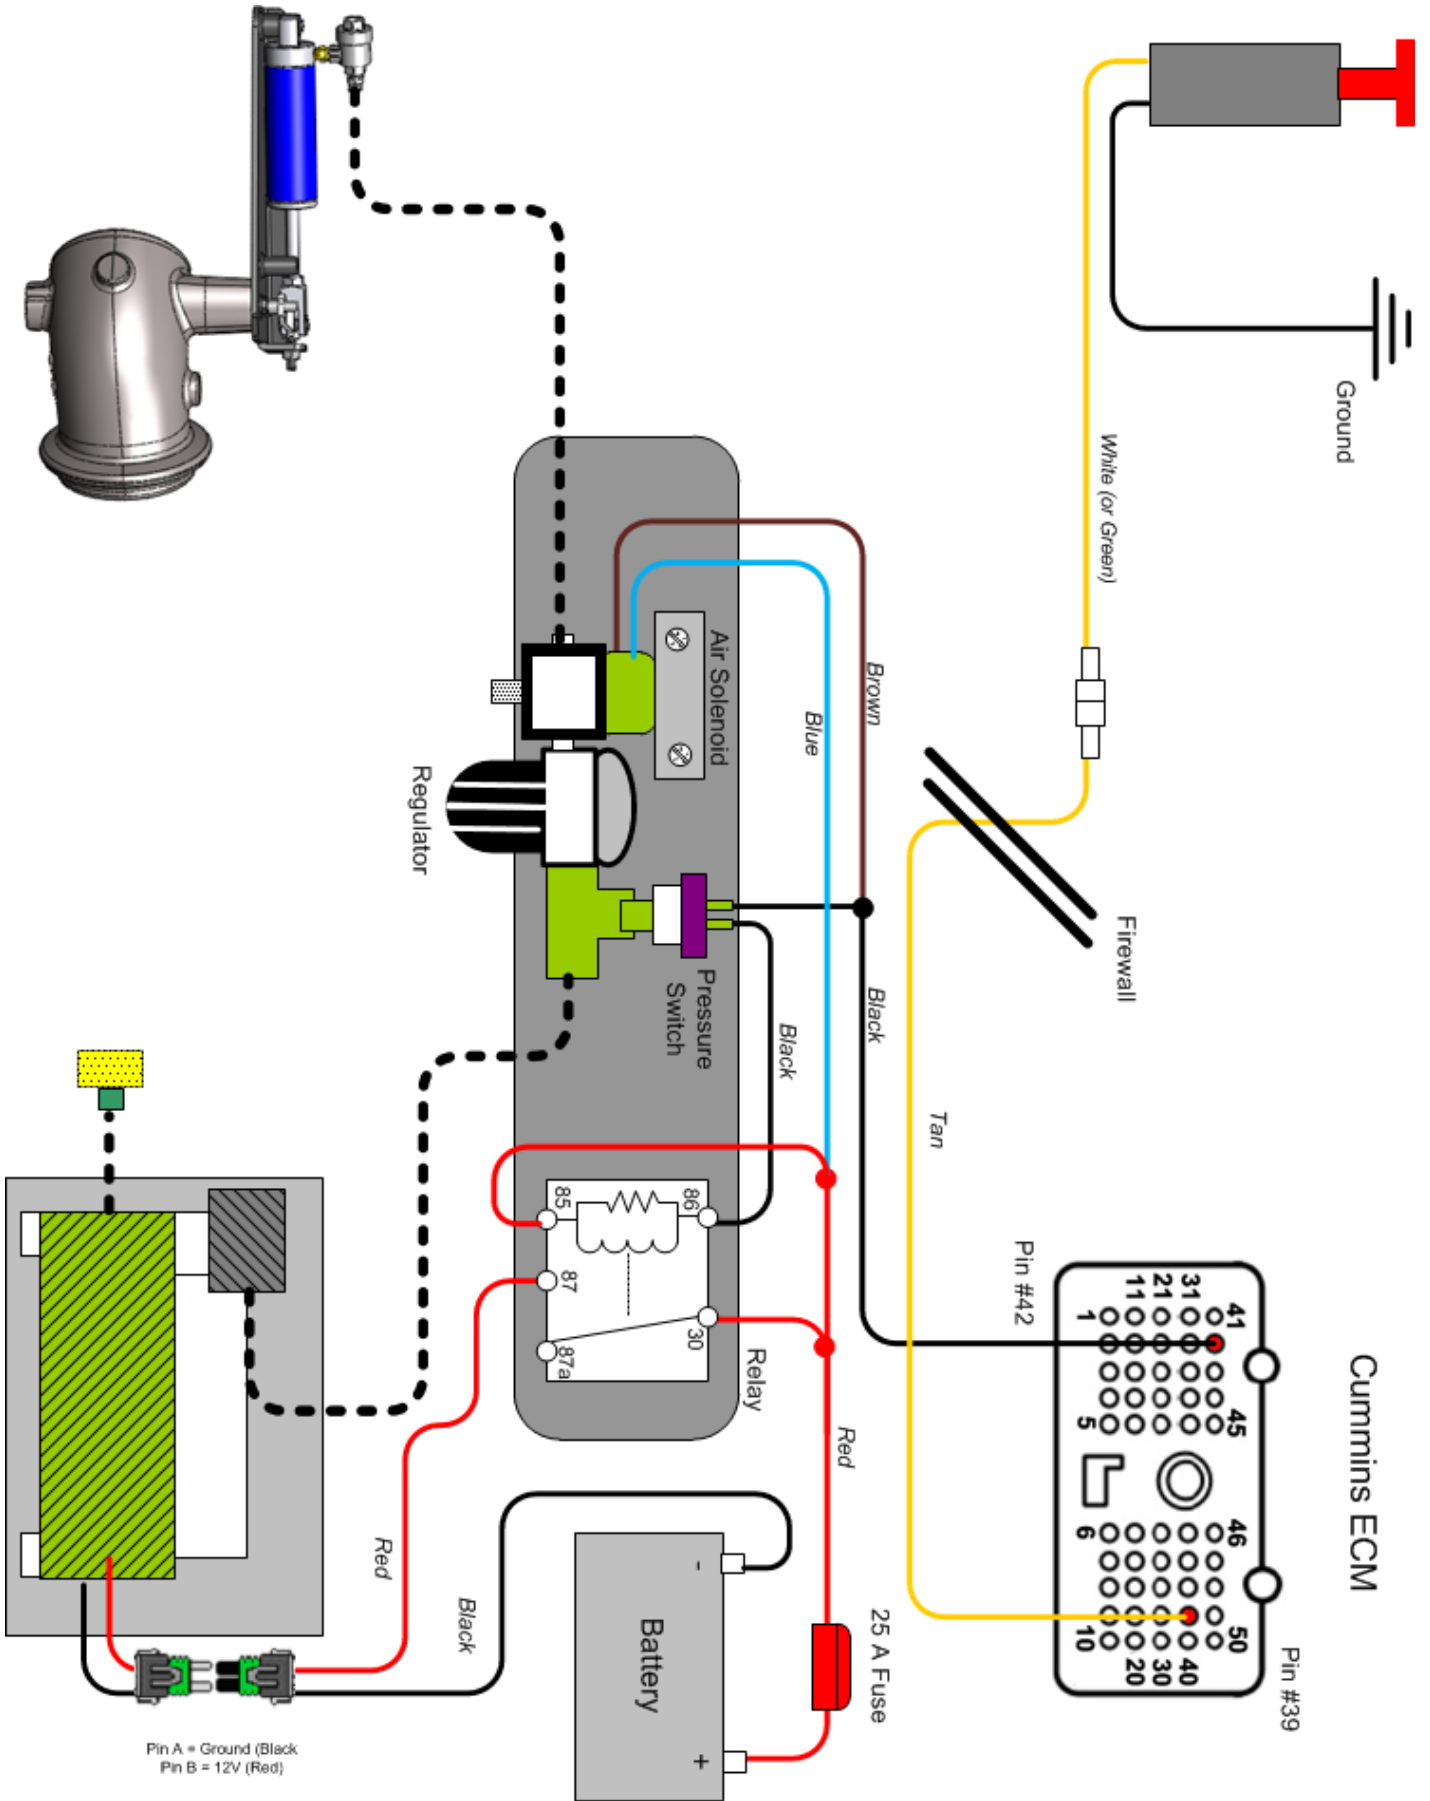 Ground
White (or Green)
Firewall
Tan
Cummins ECM
Pin #42
Pin #39
41
31
21
11
1
45
5
46
6
50
40
30
20
10
Brown
Blue
Black
Black
Air Solenoid
Regulator
Pressure
Switch
Relay
86
85
87
87a
30
Red
25 A Fuse
Battery
-
+
Red
Black
Pin A = Ground (Black
Pin B = 12V (Red)